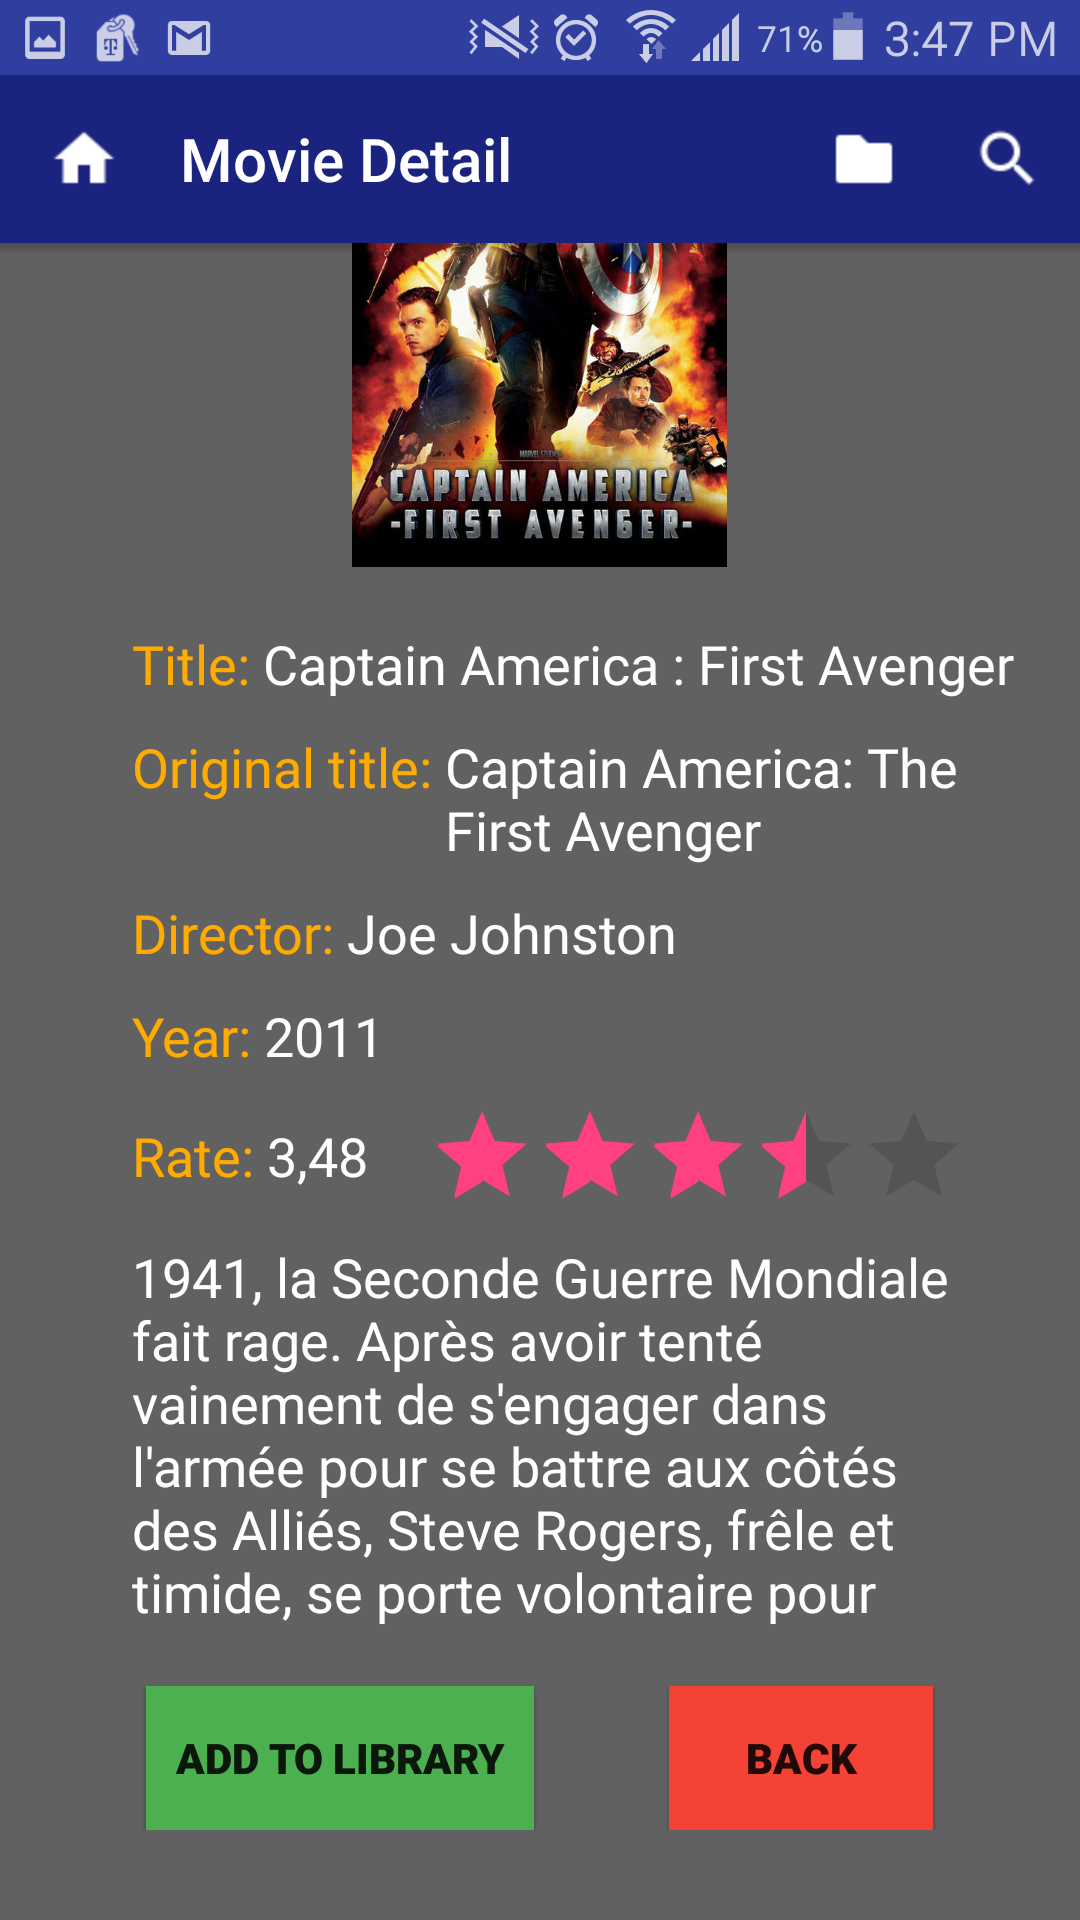 71% 3:47 PM
Movie Detail
MARVEL STUDIOS
CAPTAIN AMERICA
-FIRST AVENGER-
Title: Captain America : First Avenger
Original title: Captain America: The
First Avenger
Director: Joe Johnston
Year: 2011
Rate: 3,48
1941, la Seconde Guerre Mondiale
fait rage. Après avoir tenté
vainement de s'engager dans
l'armée pour se battre aux côtés
des Alliés, Steve Rogers, frêle et
timide, se porte volontaire pour
ADD TO LIBRARY
BACK